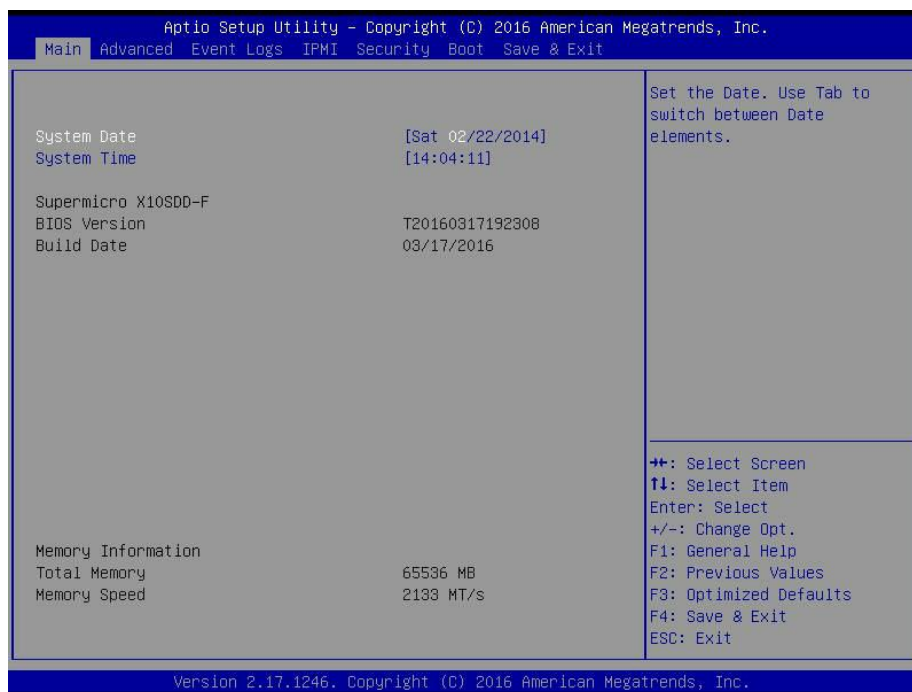 Aptio Setup Utility – Copyright (C) 2016 American Megatrends, Inc.
Main Advanced Event Logs IPMI Security Boot Save & Exit
System Date [Sat 02/22/2014]
System Time [14:04:11]
Supermicro X10SDD-F
BIOS Version T20160317192308
Build Date 03/17/2016
Memory Information
Total Memory 65536 MB
Memory Speed 2133 MT/s
Set the Date. Use Tab to
switch between Date
elements.
→←: Select Screen
↑↓: Select Item
Enter: Select
+/-: Change Opt.
F1: General Help
F2: Previous Values
F3: Optimized Defaults
F4: Save & Exit
ESC: Exit
Version 2.17.1246. Copyright (C) 2016 American Megatrends, Inc.